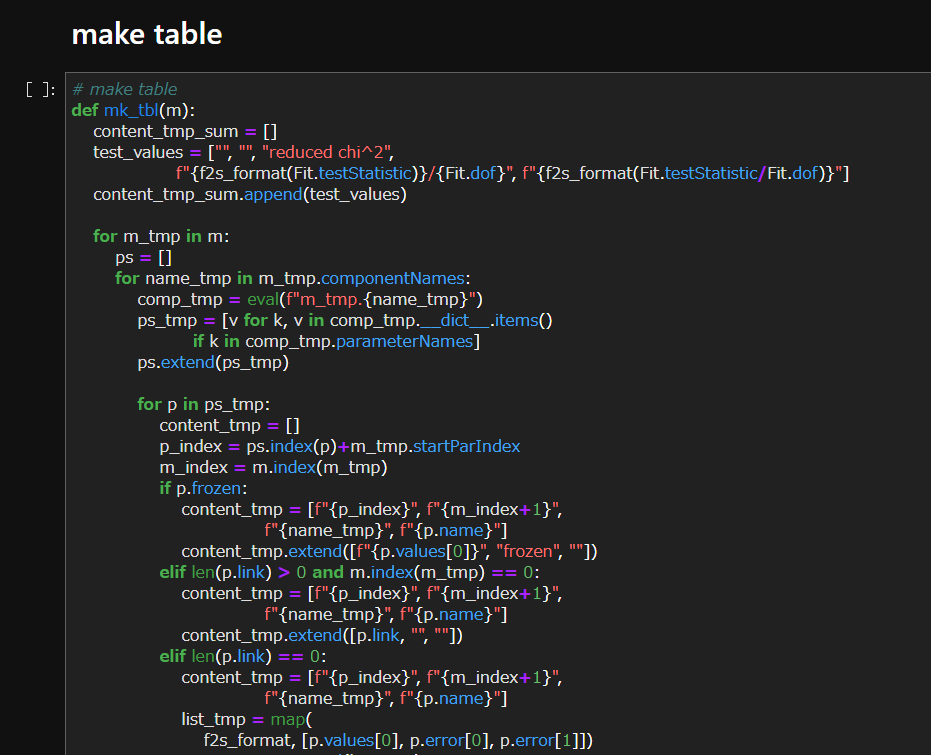 make table
[ ]:
# make table
def mk_tbl(m):
    content_tmp_sum = []
    test_values = ["", "", "reduced chi^2",
                   f"{f2s_format(Fit.testStatistic)}/{Fit.dof}", f"{f2s_format(Fit.testStatistic/Fit.dof)}"]
    content_tmp_sum.append(test_values)

    for m_tmp in m:
        ps = []
        for name_tmp in m_tmp.componentNames:
            comp_tmp = eval(f"m_tmp.{name_tmp}")
            ps_tmp = [v for k, v in comp_tmp.__dict__.items()
                      if k in comp_tmp.parameterNames]
            ps.extend(ps_tmp)

            for p in ps_tmp:
                content_tmp = []
                p_index = ps.index(p)+m_tmp.startParIndex
                m_index = m.index(m_tmp)
                if p.frozen:
                    content_tmp = [f"{p_index}", f"{m_index+1}",
                                   f"{name_tmp}", f"{p.name}"]
                    content_tmp.extend([f"{p.values[0]}", "frozen", ""])
                elif len(p.link) > 0 and m.index(m_tmp) == 0:
                    content_tmp = [f"{p_index}", f"{m_index+1}",
                                   f"{name_tmp}", f"{p.name}"]
                    content_tmp.extend([p.link, "", ""])
                elif len(p.link) == 0:
                    content_tmp = [f"{p_index}", f"{m_index+1}",
                                   f"{name_tmp}", f"{p.name}"]
                    list_tmp = map(
                        f2s_format, [p.values[0], p.error[0], p.error[1]])